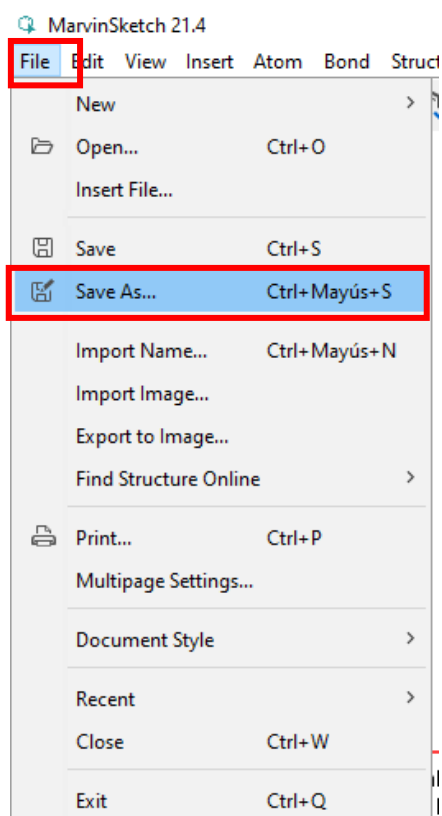 MarvinSketch 21.4
File Edit View Insert Atom Bond Struct
New
Open... Ctrl+O
Insert File...
Save Ctrl+S
Save As... Ctrl+Mayús+S
Import Name... Ctrl+Mayús+N
Import Image...
Export to Image...
Find Structure Online
Print... Ctrl+P
Multipage Settings...
Document Style
Recent
Close Ctrl+W
Exit Ctrl+Q